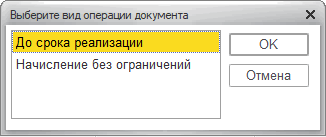 Выберите вид операции документа
До срока реализации
Начисление без ограничений
OK
Отмена